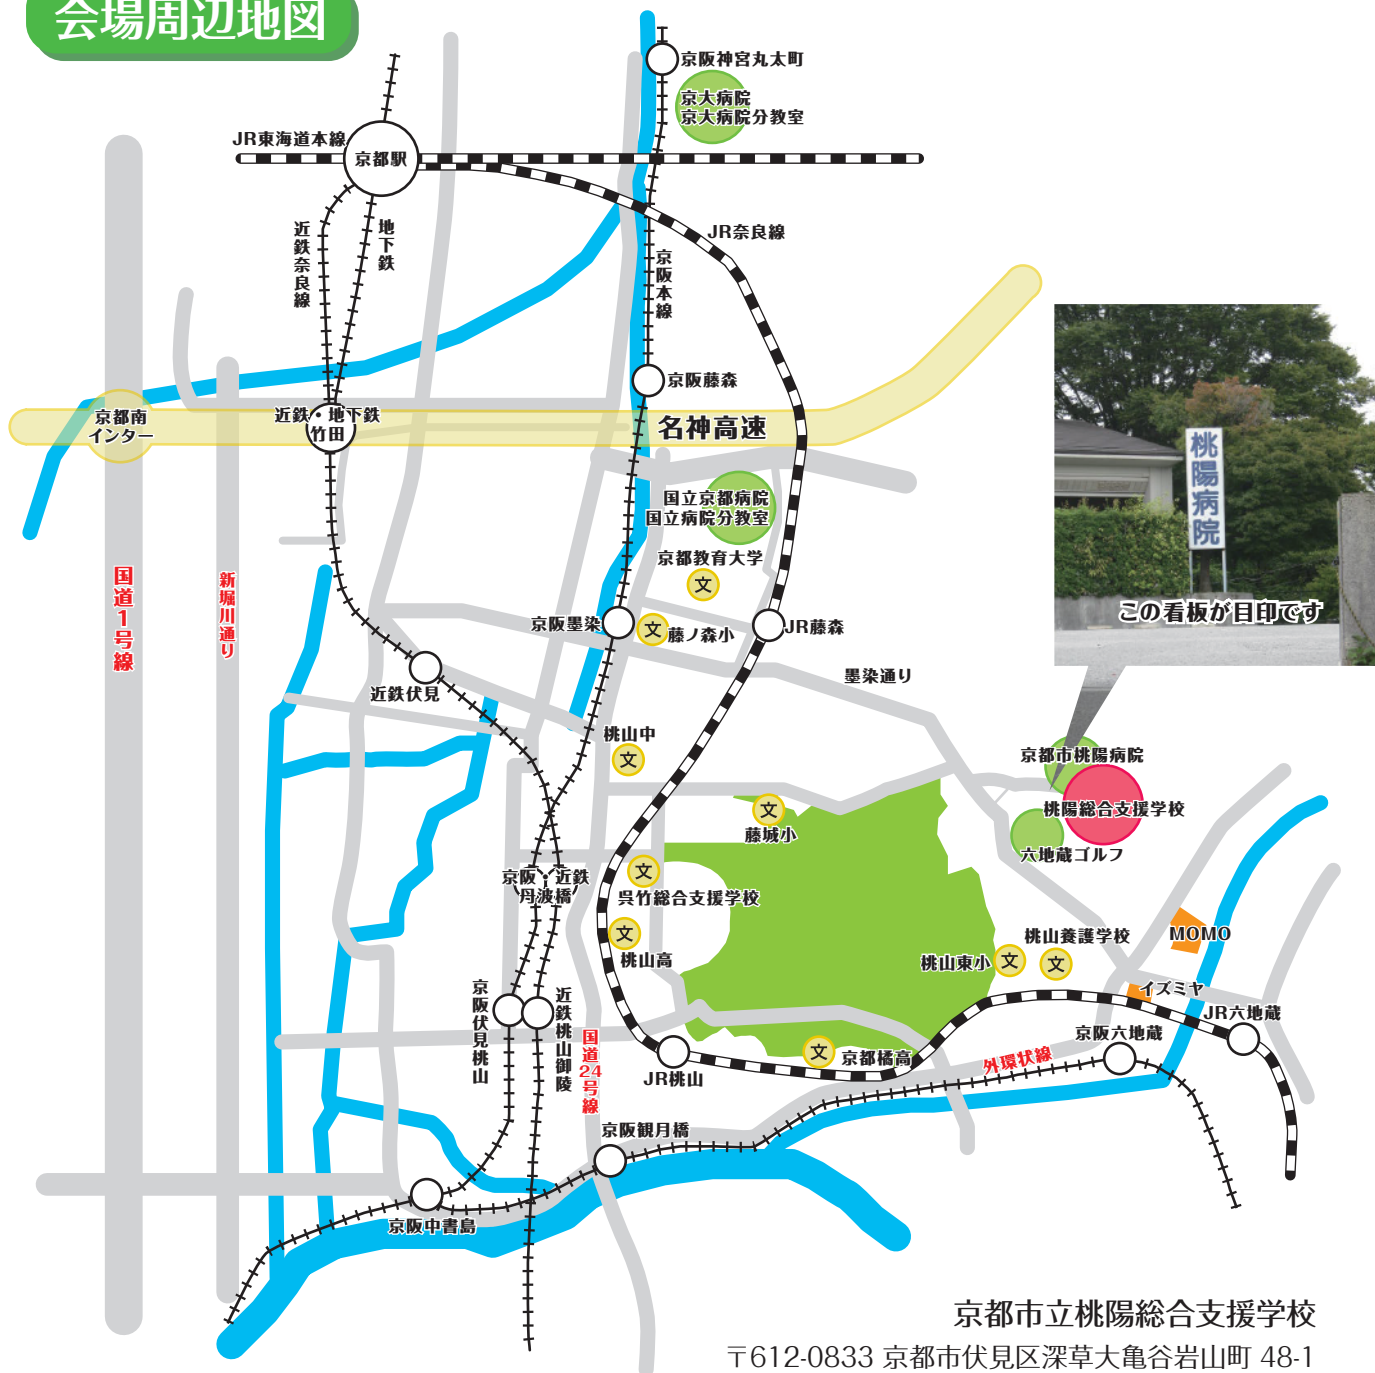 会場周辺地図
京阪神宮丸太町
京大病院
京大病院分教室
JR東海道本線
京都駅
近鉄奈良線
地下鉄
JR奈良線
京阪本線
京阪藤森
京都南
インター
近鉄・地下鉄
竹田
名神高速
国立京都病院
国立病院分教室
京都教育大学
文
桃陽病院
この看板が目印です
国道1号線
新堀川通り
京阪墨染
文
藤ノ森小
JR藤森
近鉄伏見
墨染通り
桃山中
文
京都市桃陽病院
桃陽総合支援学校
六地蔵ゴルフ
文
藤城小
京阪
近鉄
丹波橋
文
呉竹総合支援学校
文
桃山高
桃山養護学校
桃山東小
文
文
MOMO
イズミヤ
JR六地蔵
京阪六地蔵
京阪伏見桃山
近鉄桃山御陵
国道24号線
JR桃山
文
京都橘高
外環状線
京阪観月橋
京阪中書島
京都市立桃陽総合支援学校
〒612-0833 京都市伏見区深草大亀谷岩山町 48-1